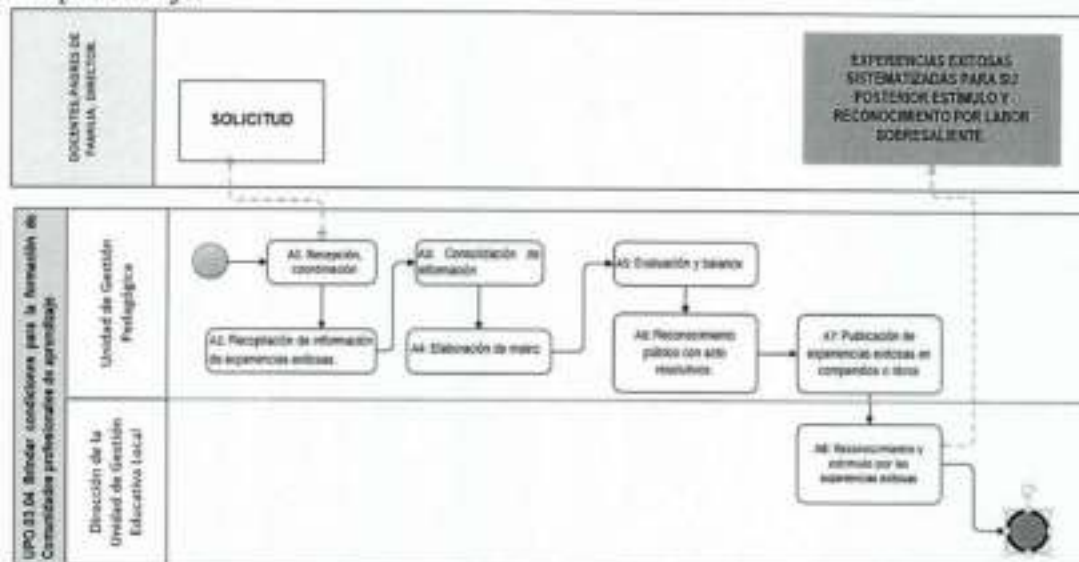 DOCENTES, PADRES DE
FAMILIA, DIRECTOR.
SOLICITUD
EXPERIENCIAS EXITOSAS
SISTEMATIZADAS PARA SU
POSTERIOR ESTÍMULO Y
RECONOCIMIENTO POR LABOR
SOBRESALIENTE.
UPO 03.04 Brindar condiciones para la formación de
Comunidades profesionales de aprendizaje
Unidad de Gestión
Pedagógica
A1: Recepción,
coordinación
A2: Recopilación de información
de experiencias exitosas.
A3: Consolidación de
información
A4: Elaboración de matriz
A5: Evaluación y balance
A6: Reconocimiento
público con acto
resolutivos
A7: Publicación de
experiencias exitosas en
compendios o libros
Dirección de la
Unidad de Gestión
Educativa Local
A8: Reconocimiento y
estímulo por las
experiencias exitosas